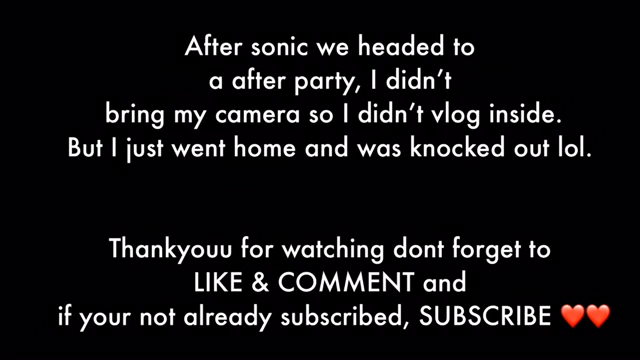 After sonic we headed to
a after party, I didn’t
bring my camera so I didn’t vlog inside.
But I just went home and was knocked out lol.
Thankyouu for watching dont forget to
LIKE & COMMENT and
if your not already subscribed, SUBSCRIBE ❤️❤️